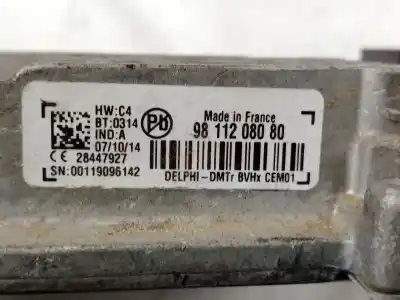 HW:C4
BT:0314
IND:A
07/10/14
CE 28447927
SN:00119096142
Pb
Made in France
98 112 080 80
DELPHI-DMTr BVHx CEM01